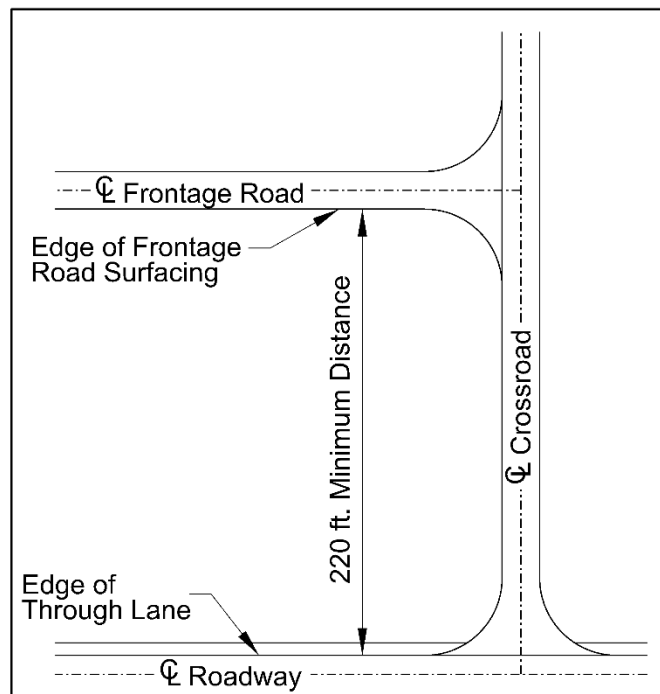 ℄ Frontage Road
Edge of Frontage
Road Surfacing
220 ft. Minimum Distance
℄ Crossroad
Edge of
Through Lane
℄ Roadway